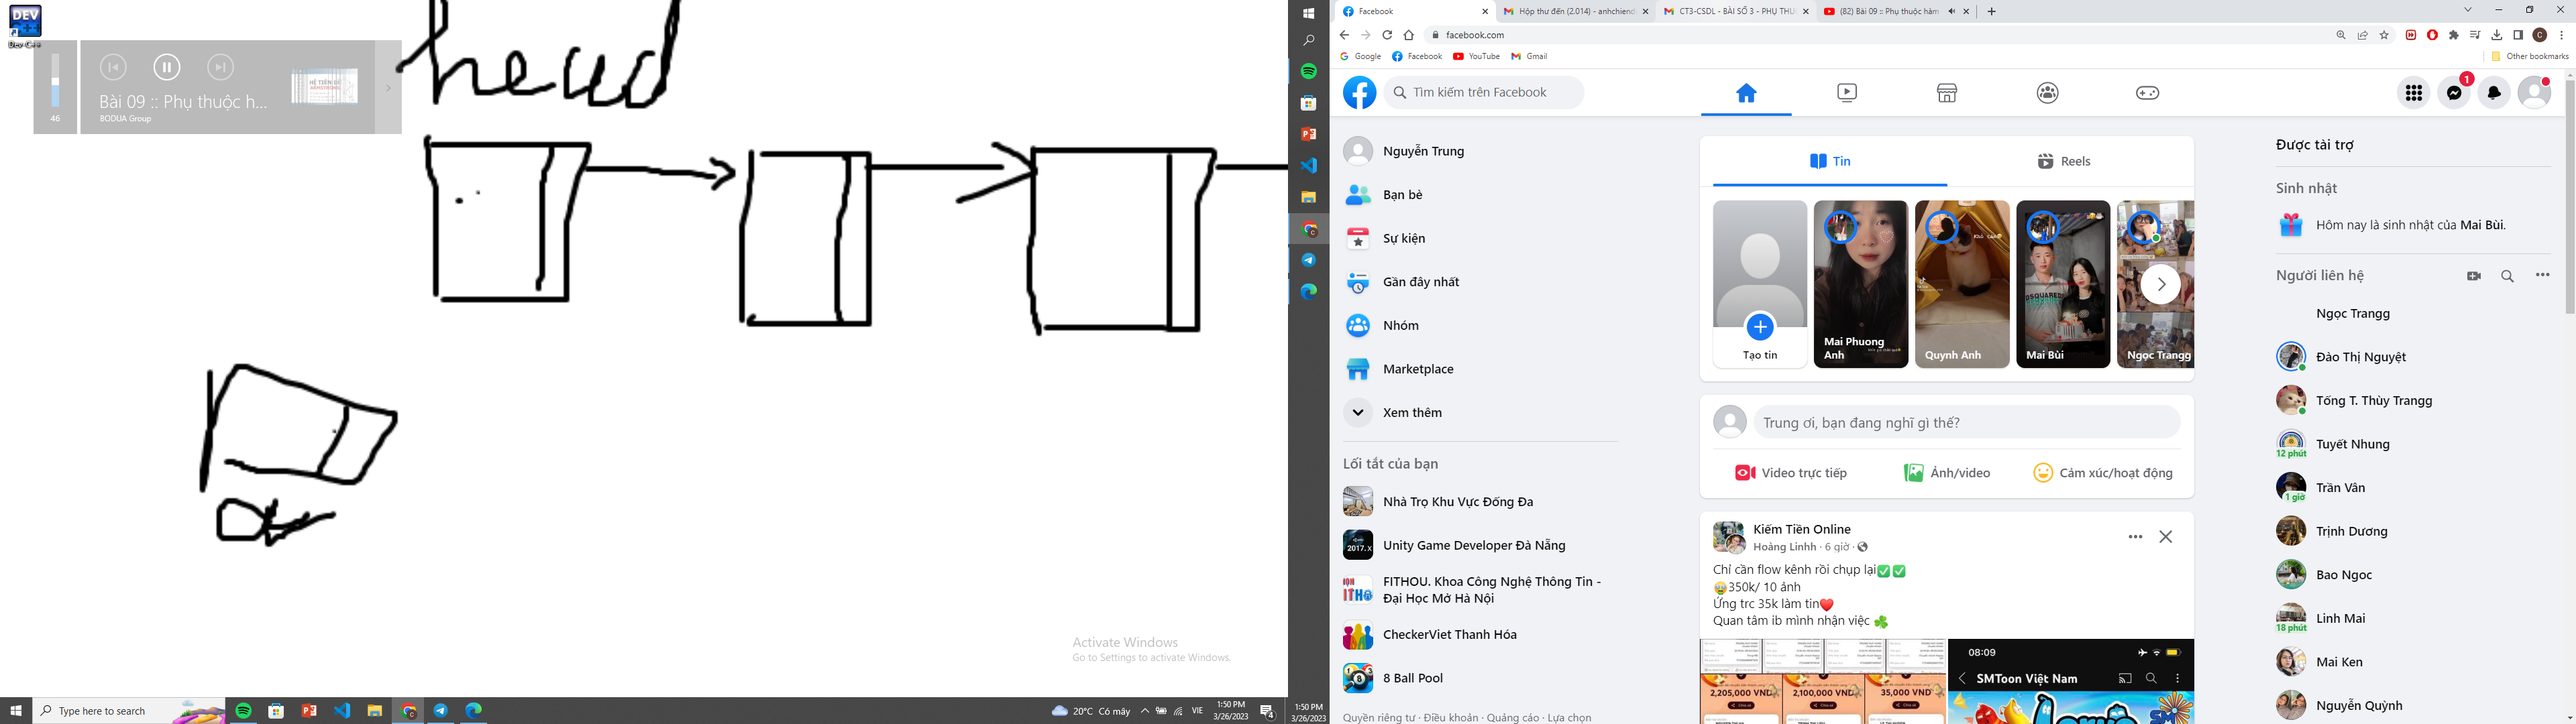 DEV
Dev-C++
head
46
Bài 09 :: Phụ thuộc h...
BODUA Group
HỆ TIÊN ĐỀ
ARMSTRONG
Activate Windows
Go to Settings to activate Windows.
Type here to search
20°C Có mây
VIE
1:50 PM
3/26/2023
4
1:50 PM
3/26/2023
Facebook
Hộp thư đến (2.014) - anhchien
CT3-CSDL - BÀI SỐ 3 - PHỤ THU
(82) Bài 09 :: Phụ thuộc hàm
facebook.com
C
Google
Facebook
YouTube
Gmail
Other bookmarks
Tìm kiếm trên Facebook
1
Nguyễn Trung
Bạn bè
Sự kiện
Gần đây nhất
Nhóm
Marketplace
Xem thêm
Lối tắt của bạn
Nhà Trọ Khu Vực Đống Đa
2017.X
Unity Game Developer Đà Nẵng
FITHOU. Khoa Công Nghệ Thông Tin -
Đại Học Mở Hà Nội
CheckerViet Thanh Hóa
8 Ball Pool
Quyền riêng tư · Điều khoản · Quảng cáo · Lựa chọn
Tin
Reels
Tạo tin
Mai Phuong
Anh
Quynh Anh
Mai Bùi
Ngọc Trangg
Trung ơi, bạn đang nghĩ gì thế?
Video trực tiếp
Ảnh/video
Cảm xúc/hoạt động
Kiếm Tiền Online
Hoàng Linhh · 6 giờ ·
Chỉ cần flow kênh rồi chụp lại✅✅
🤑350k/ 10 ảnh
Ứng trc 35k làm tin❤️
Quan tâm ib mình nhận việc ☘️
2,205,000 VND
2,100,000 VND
35,000 VND
08:09
SMToon Việt Nam
Được tài trợ
Sinh nhật
Hôm nay là sinh nhật của Mai Bùi.
Người liên hệ
Ngọc Trangg
Đào Thị Nguyệt
Tống T. Thùy Trangg
Tuyết Nhung
12 phút
Trần Vân
1 giờ
Trịnh Dương
Bao Ngoc
Linh Mai
18 phút
Mai Ken
Nguyễn Quỳnh